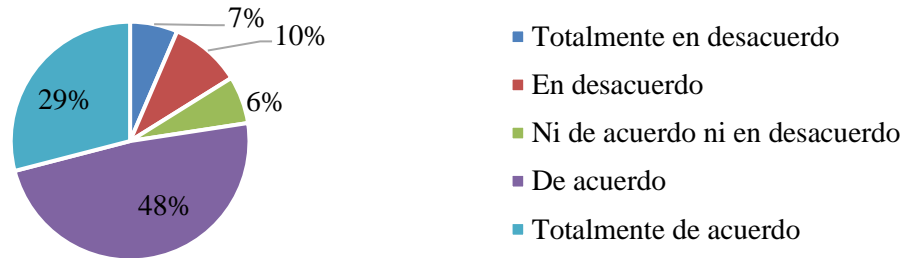 7%
10%
6%
48%
29%
Totalmente en desacuerdo
En desacuerdo
Ni de acuerdo ni en desacuerdo
De acuerdo
Totalmente de acuerdo